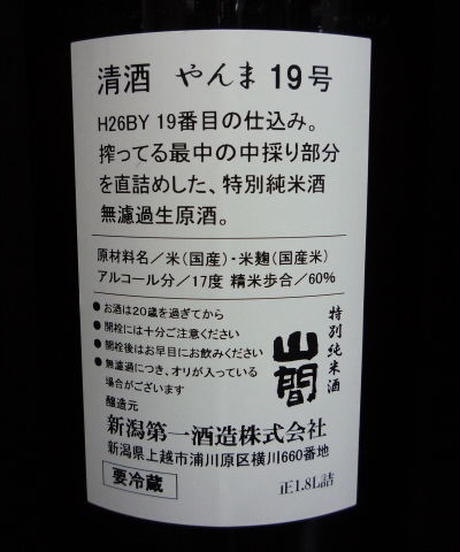 清酒 やんま 19号
H26BY 19番目の仕込み。
搾ってる最中の中採り部分
を直詰めした、特別純米酒
無濾過生原酒。
原材料名／米(国産)・米麹(国産米)
アルコール分／17度 精米歩合／60%
● お酒は20歳を過ぎてから
● 開栓には十分ご注意ください
● 開栓後はお早目にお飲みください
● 無濾過につき、オリが入っている
場合がございます
特別純米酒
山間
醸造元
新潟第一酒造株式会社
新潟県上越市浦川原区横川660番地
要冷蔵
正1.8L詰